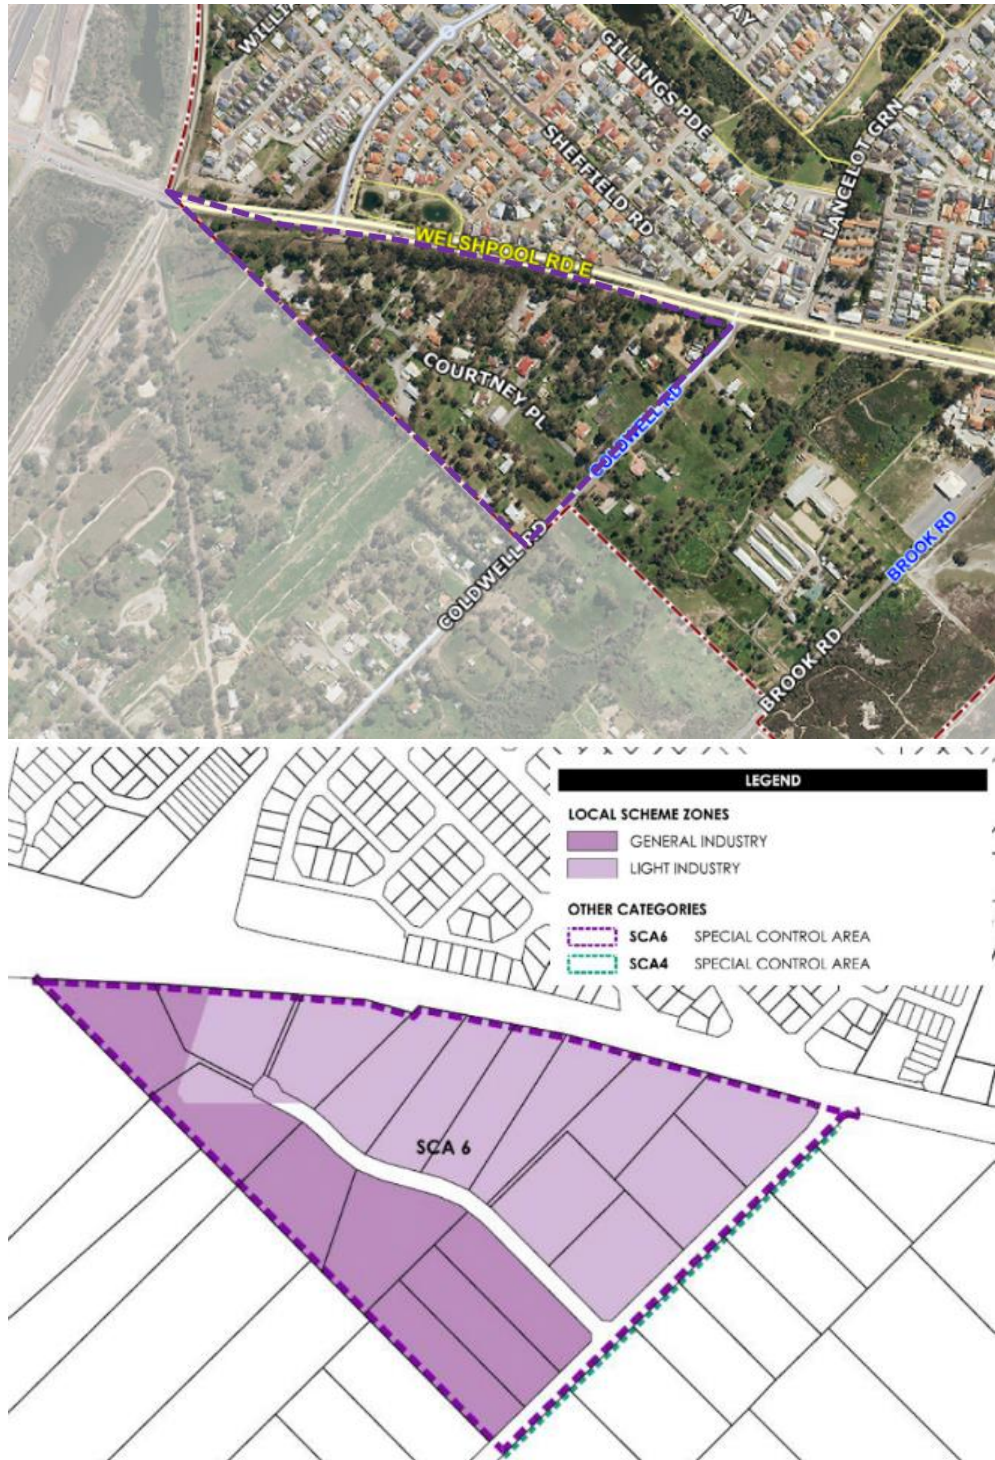 WILLI
WAY
GILLINGS PDE
SHEFFIELD RD
LANCELOT GRN
WELSHPOOL RD E
COURTNEY PL
COLDWELL RD
COLDWELL RD
BROOK RD
BROOK RD
LEGEND
LOCAL SCHEME ZONES
GENERAL INDUSTRY
LIGHT INDUSTRY
OTHER CATEGORIES
SCA6 SPECIAL CONTROL AREA
SCA4 SPECIAL CONTROL AREA
SCA 6